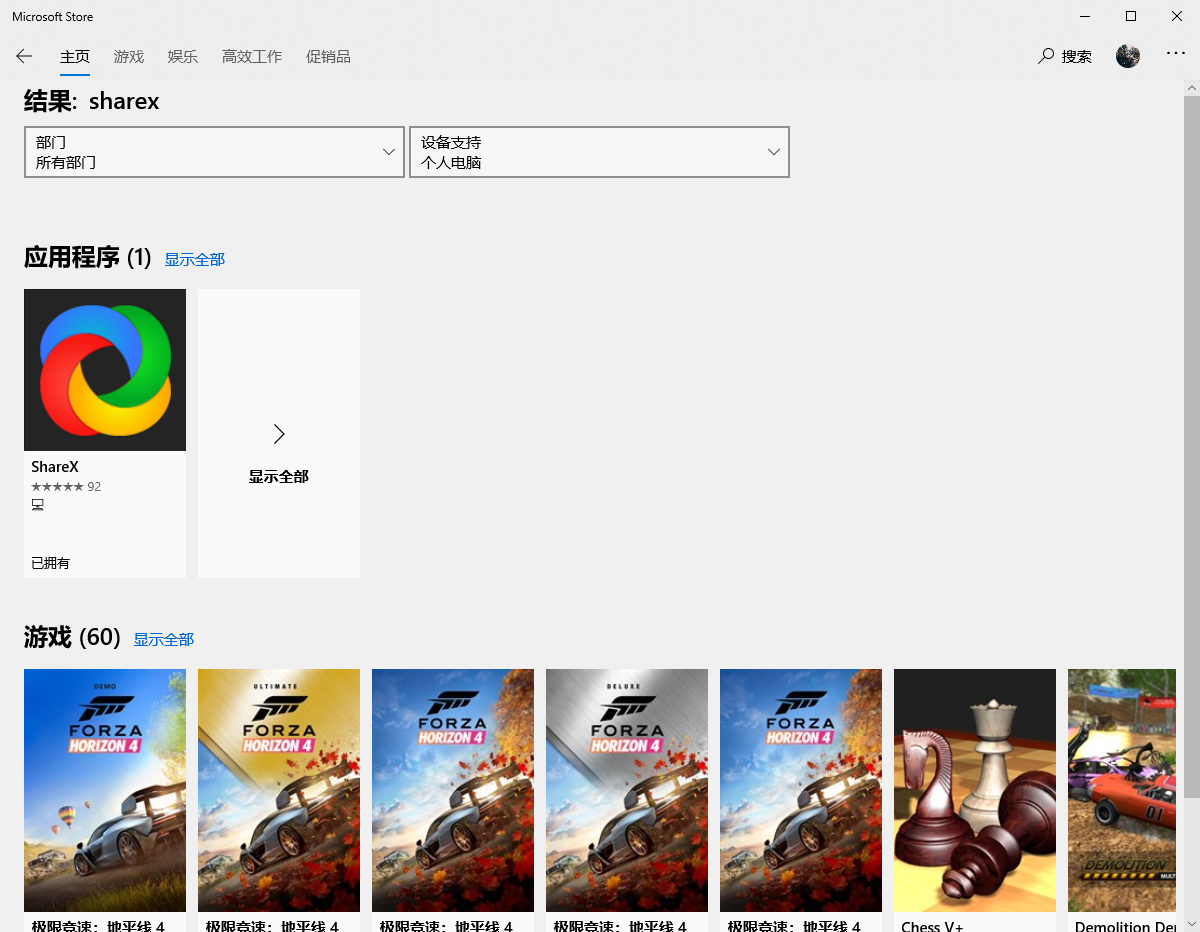 Microsoft Store
主页 游戏 娱乐 高效工作 促销品 搜索
结果: sharex
部门
所有部门
设备支持
个人电脑
应用程序 (1) 显示全部
ShareX
★★★★★ 92
已拥有
显示全部
游戏 (60) 显示全部
DEMO
FORZA
HORIZON 4
极限竞速：地平线 4
ULTIMATE
FORZA
HORIZON 4
极限竞速：地平线 4
FORZA
HORIZON 4
极限竞速：地平线 4
DELUXE
FORZA
HORIZON 4
极限竞速：地平线 4
FORZA
HORIZON 4
极限竞速：地平线 4
Chess V+
01
DEMOLITION
MULT
Demolition Der